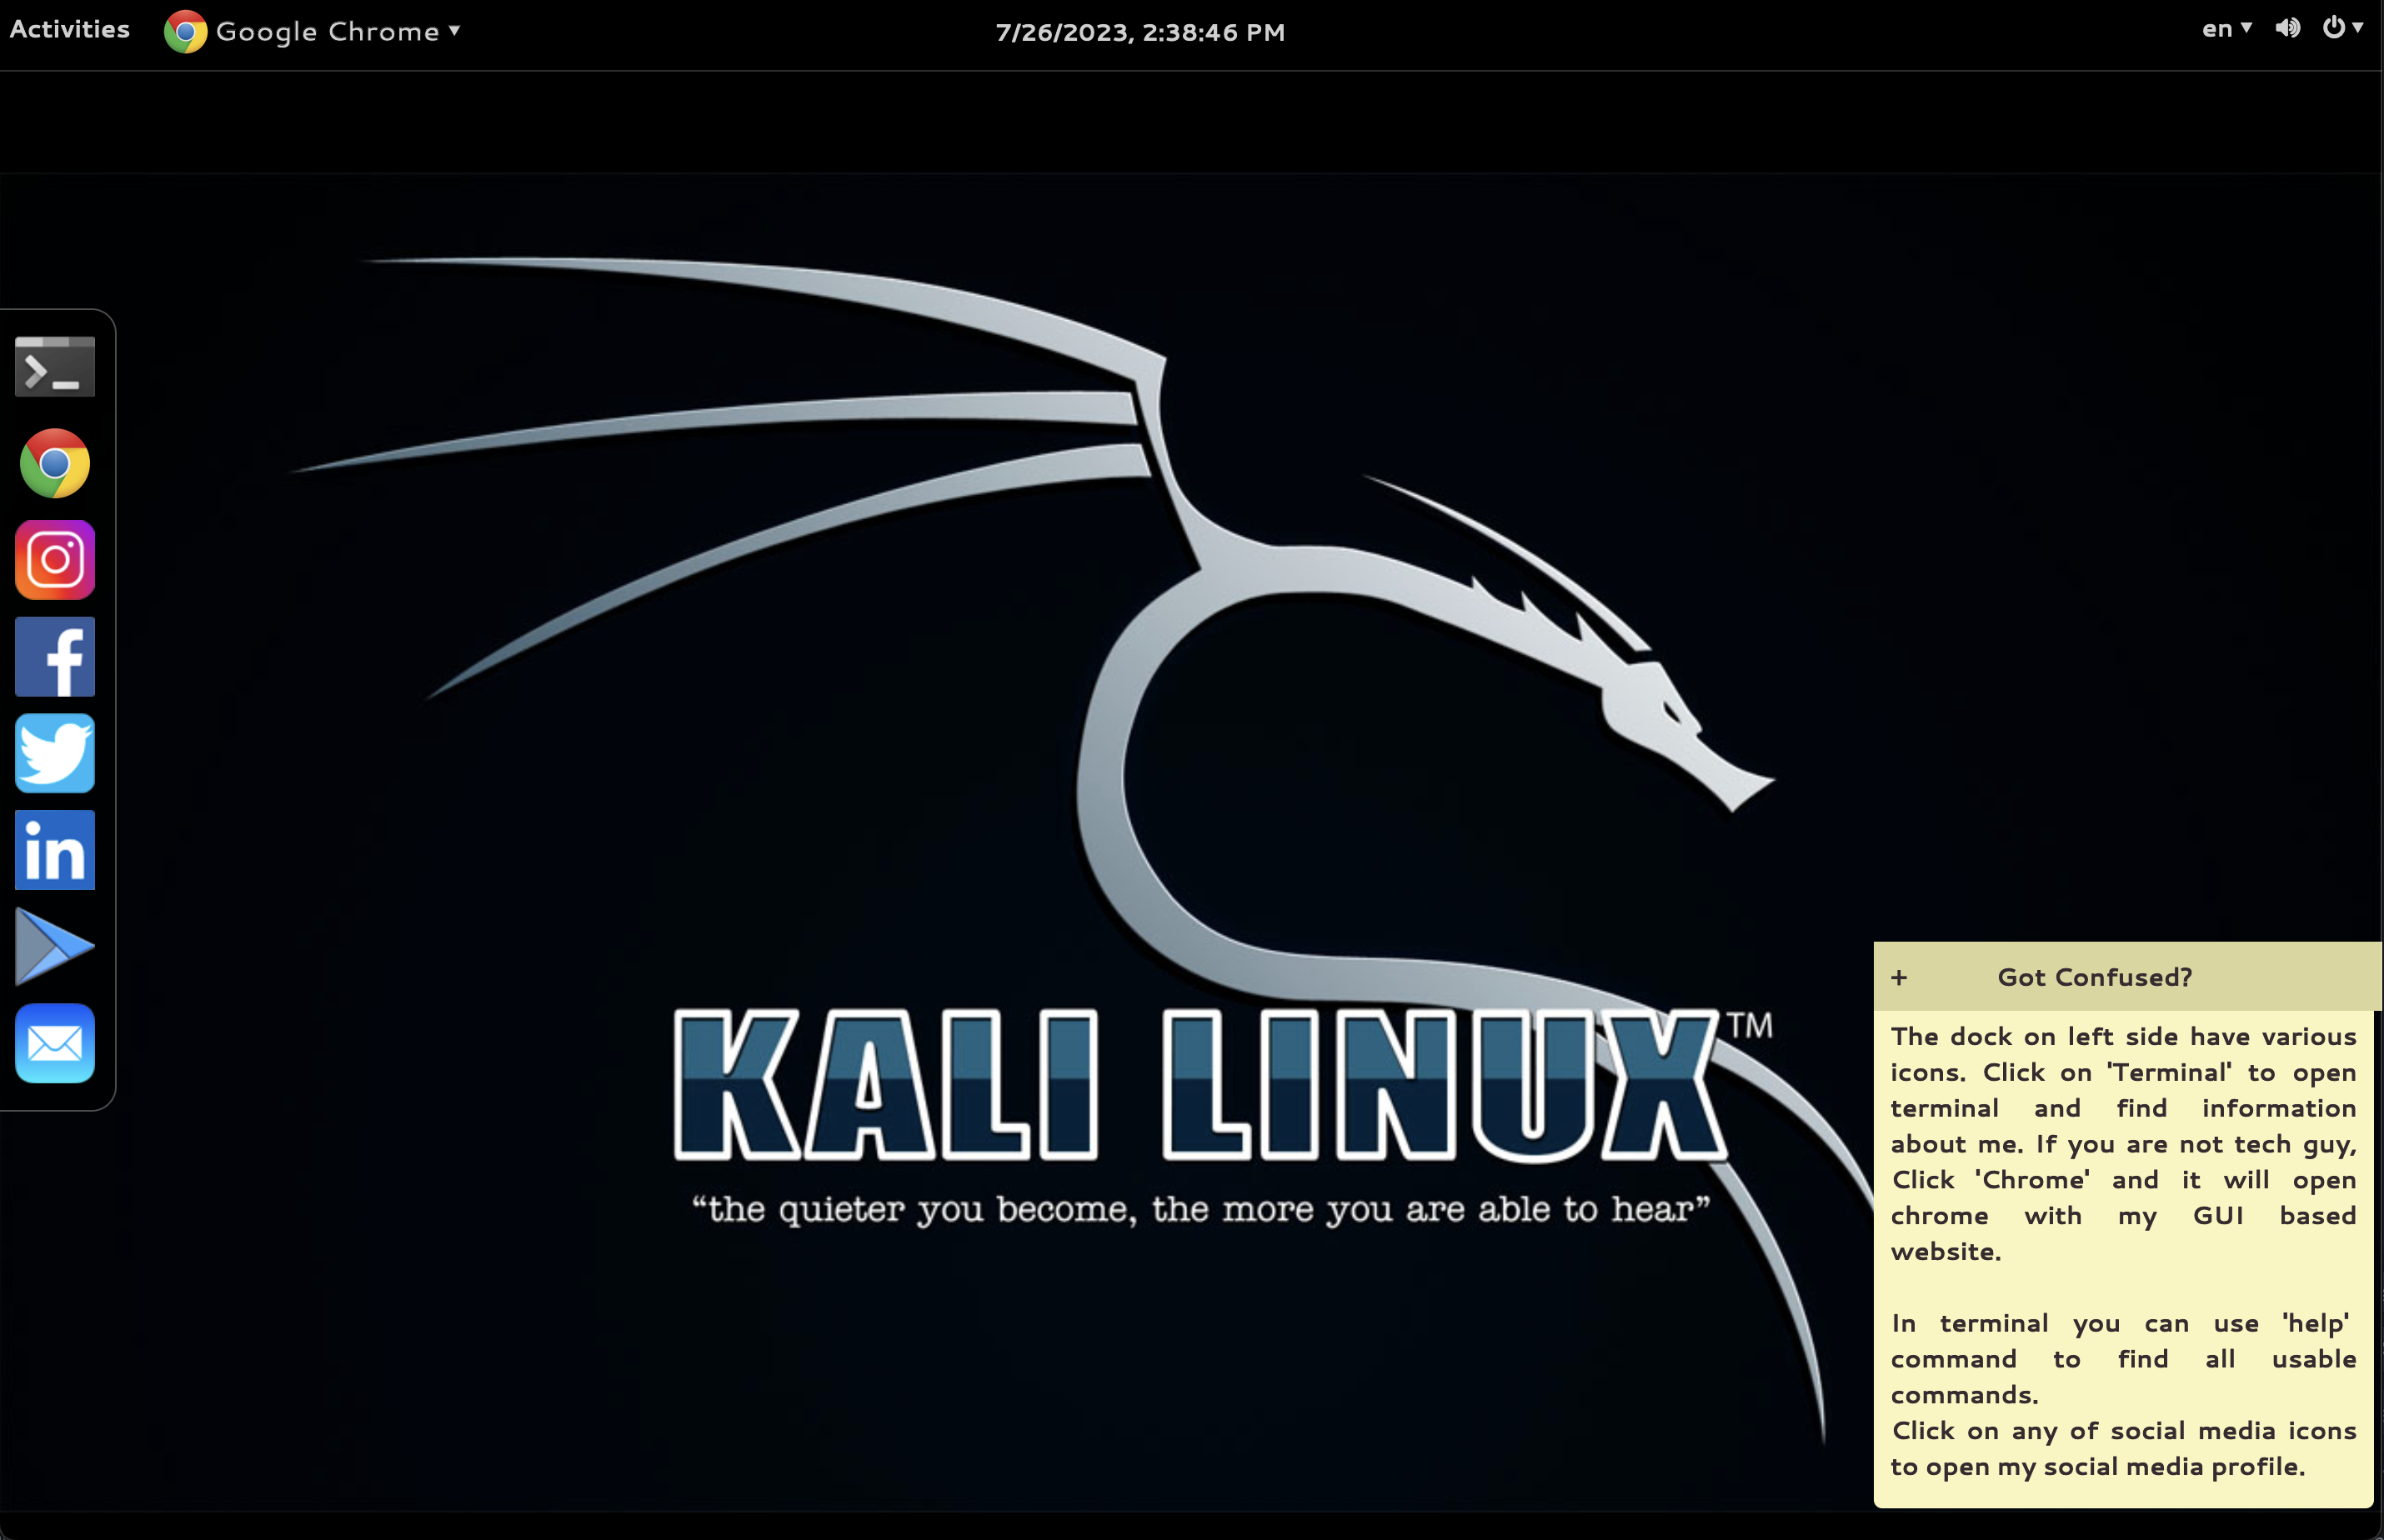 Activities
Google Chrome
7/26/2023, 2:38:46 PM
en
in
KALI LINUX™
“the quieter you become, the more you are able to hear”
+ Got Confused?
The dock on left side have various
icons. Click on 'Terminal' to open
terminal and find information
about me. If you are not tech guy,
Click 'Chrome' and it will open
chrome with my GUI based
website.
In terminal you can use 'help'
command to find all usable
commands.
Click on any of social media icons
to open my social media profile.